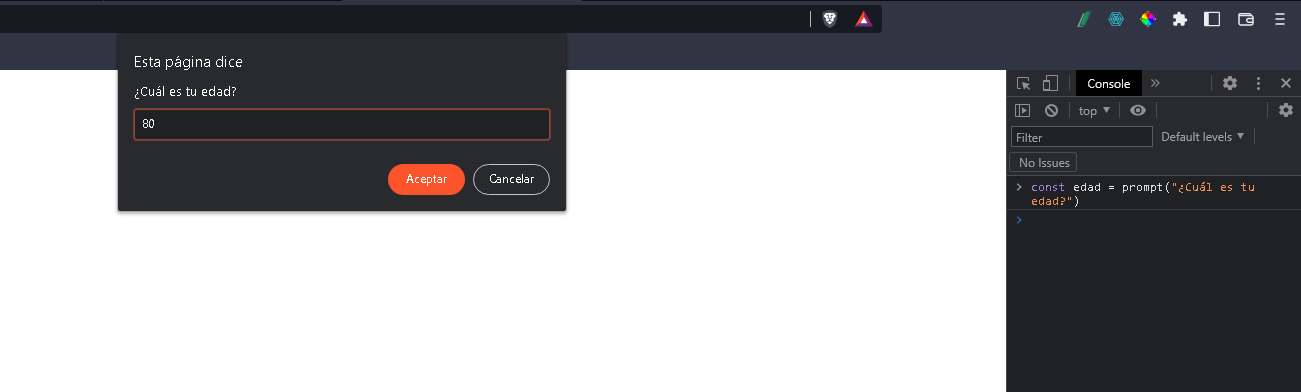 Esta página dice
¿Cuál es tu edad?
80
Aceptar
Cancelar
Console
top
Filter
Default levels
No Issues
const edad = prompt("¿Cuál es tu
edad?")